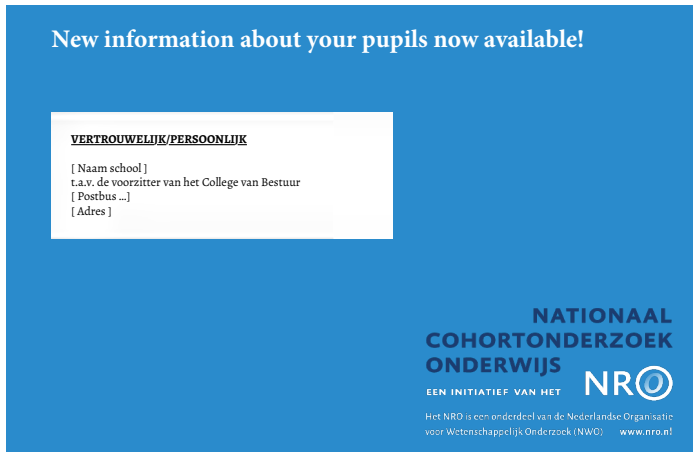 New information about your pupils now available!
VERTROUWELIJK/PERSOONLIJK
[ Naam school ]
t.a.v. de voorzitter van het College van Bestuur
[ Postbus ...]
[ Adres ]
NATIONAAL
COHORTONDERZOEK
ONDERWIJS
EEN INITIATIEF VAN HET NRO
Het NRO is een onderdeel van de Nederlandse Organisatie
voor Wetenschappelijk Onderzoek (NWO) www.nro.nl